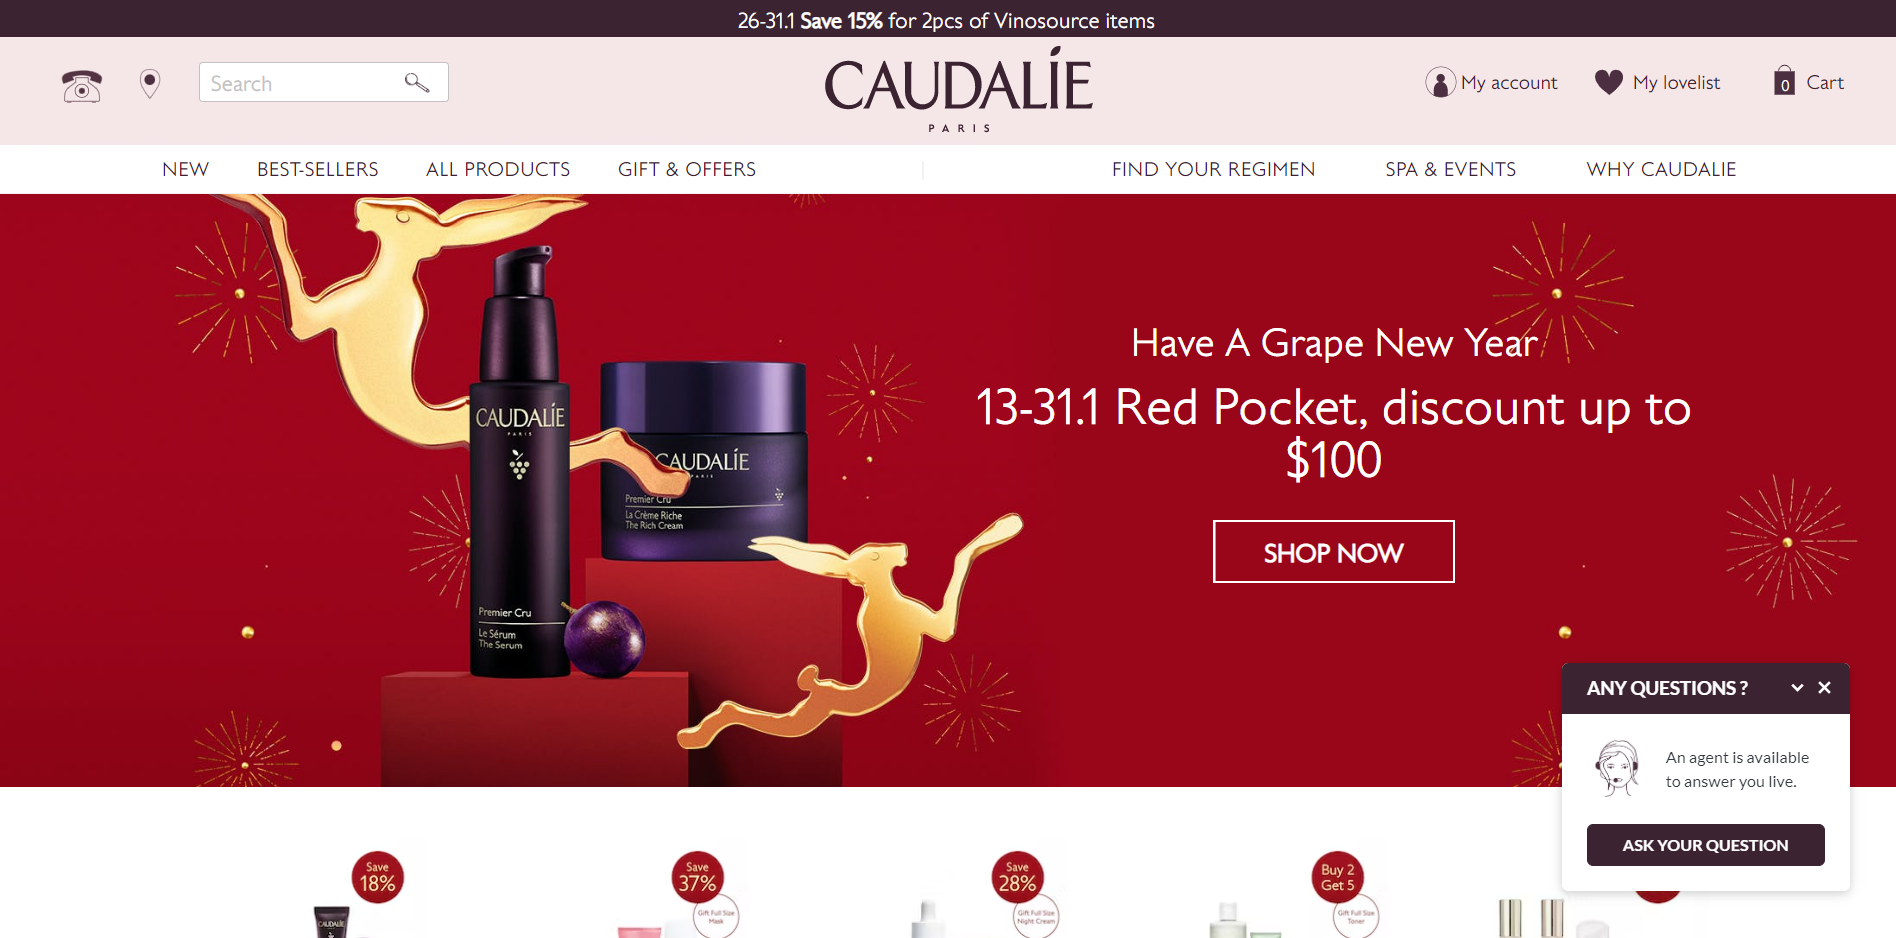 26-31.1 Save 15% for 2pcs of Vinosource items
Search
CAUDALÍE
PARIS
My account
My lovelist
0
Cart
NEW
BEST-SELLERS
ALL PRODUCTS
GIFT & OFFERS
FIND YOUR REGIMEN
SPA & EVENTS
WHY CAUDALIE
Have A Grape New Year
13-31.1 Red Pocket, discount up to
$100
SHOP NOW
CAUDALÍE
PARIS
Premier Cru
Le Sérum
The Serum
CAUDALÍE
PARIS
Premier Cru
La Crème Riche
The Rich Cream
ANY QUESTIONS ?
An agent is available
to answer you live.
ASK YOUR QUESTION
Save
18%
CAUDALÍE
Save
37%
Gift Full Size
Mask
Save
28%
Gift Full Size
Night Cream
Buy 2
Get 5
Gift Full Size
Toner